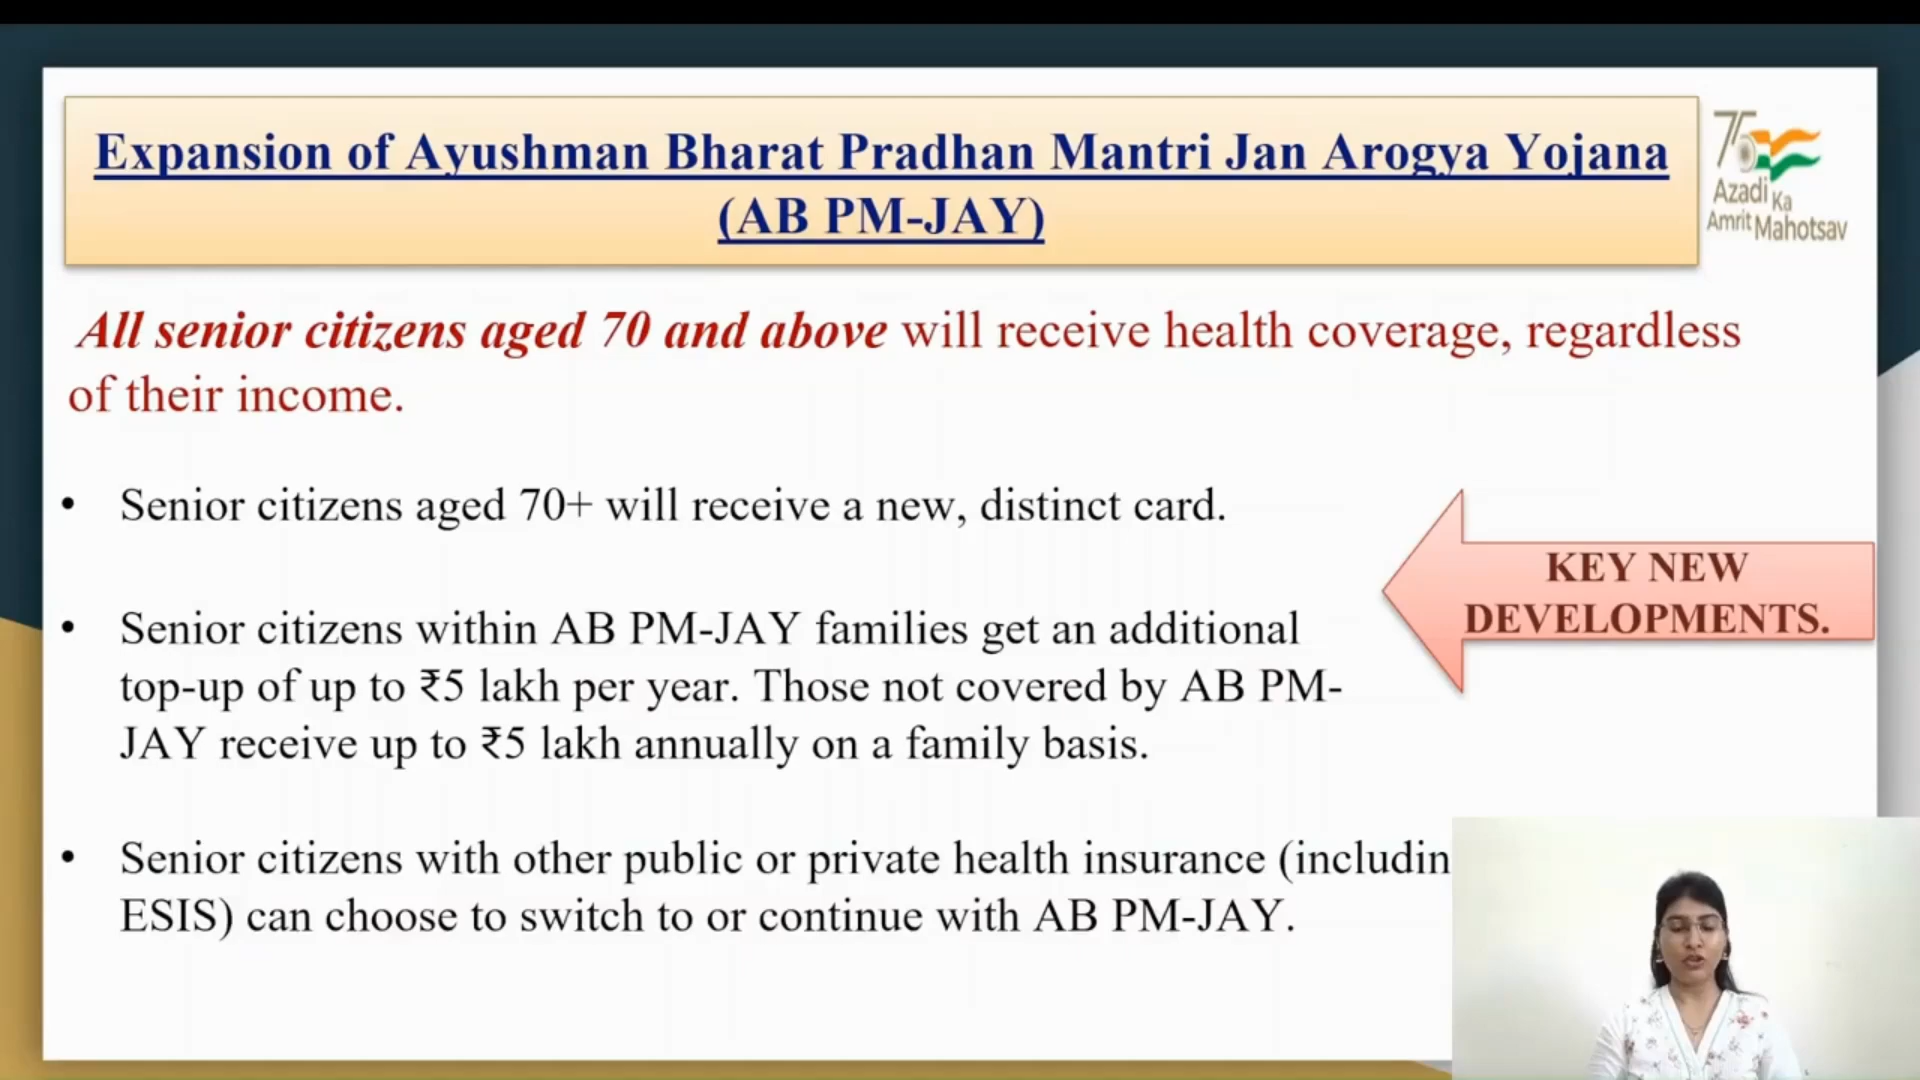 Expansion of Ayushman Bharat Pradhan Mantri Jan Arogya Yojana
(AB PM-JAY)
75
Azadi Ka
Amrit Mahotsav
All senior citizens aged 70 and above will receive health coverage, regardless
of their income.
• Senior citizens aged 70+ will receive a new, distinct card.
KEY NEW
DEVELOPMENTS.
• Senior citizens within AB PM-JAY families get an additional
top-up of up to ₹5 lakh per year. Those not covered by AB PM-
JAY receive up to ₹5 lakh annually on a family basis.
• Senior citizens with other public or private health insurance (includin
ESIS) can choose to switch to or continue with AB PM-JAY.